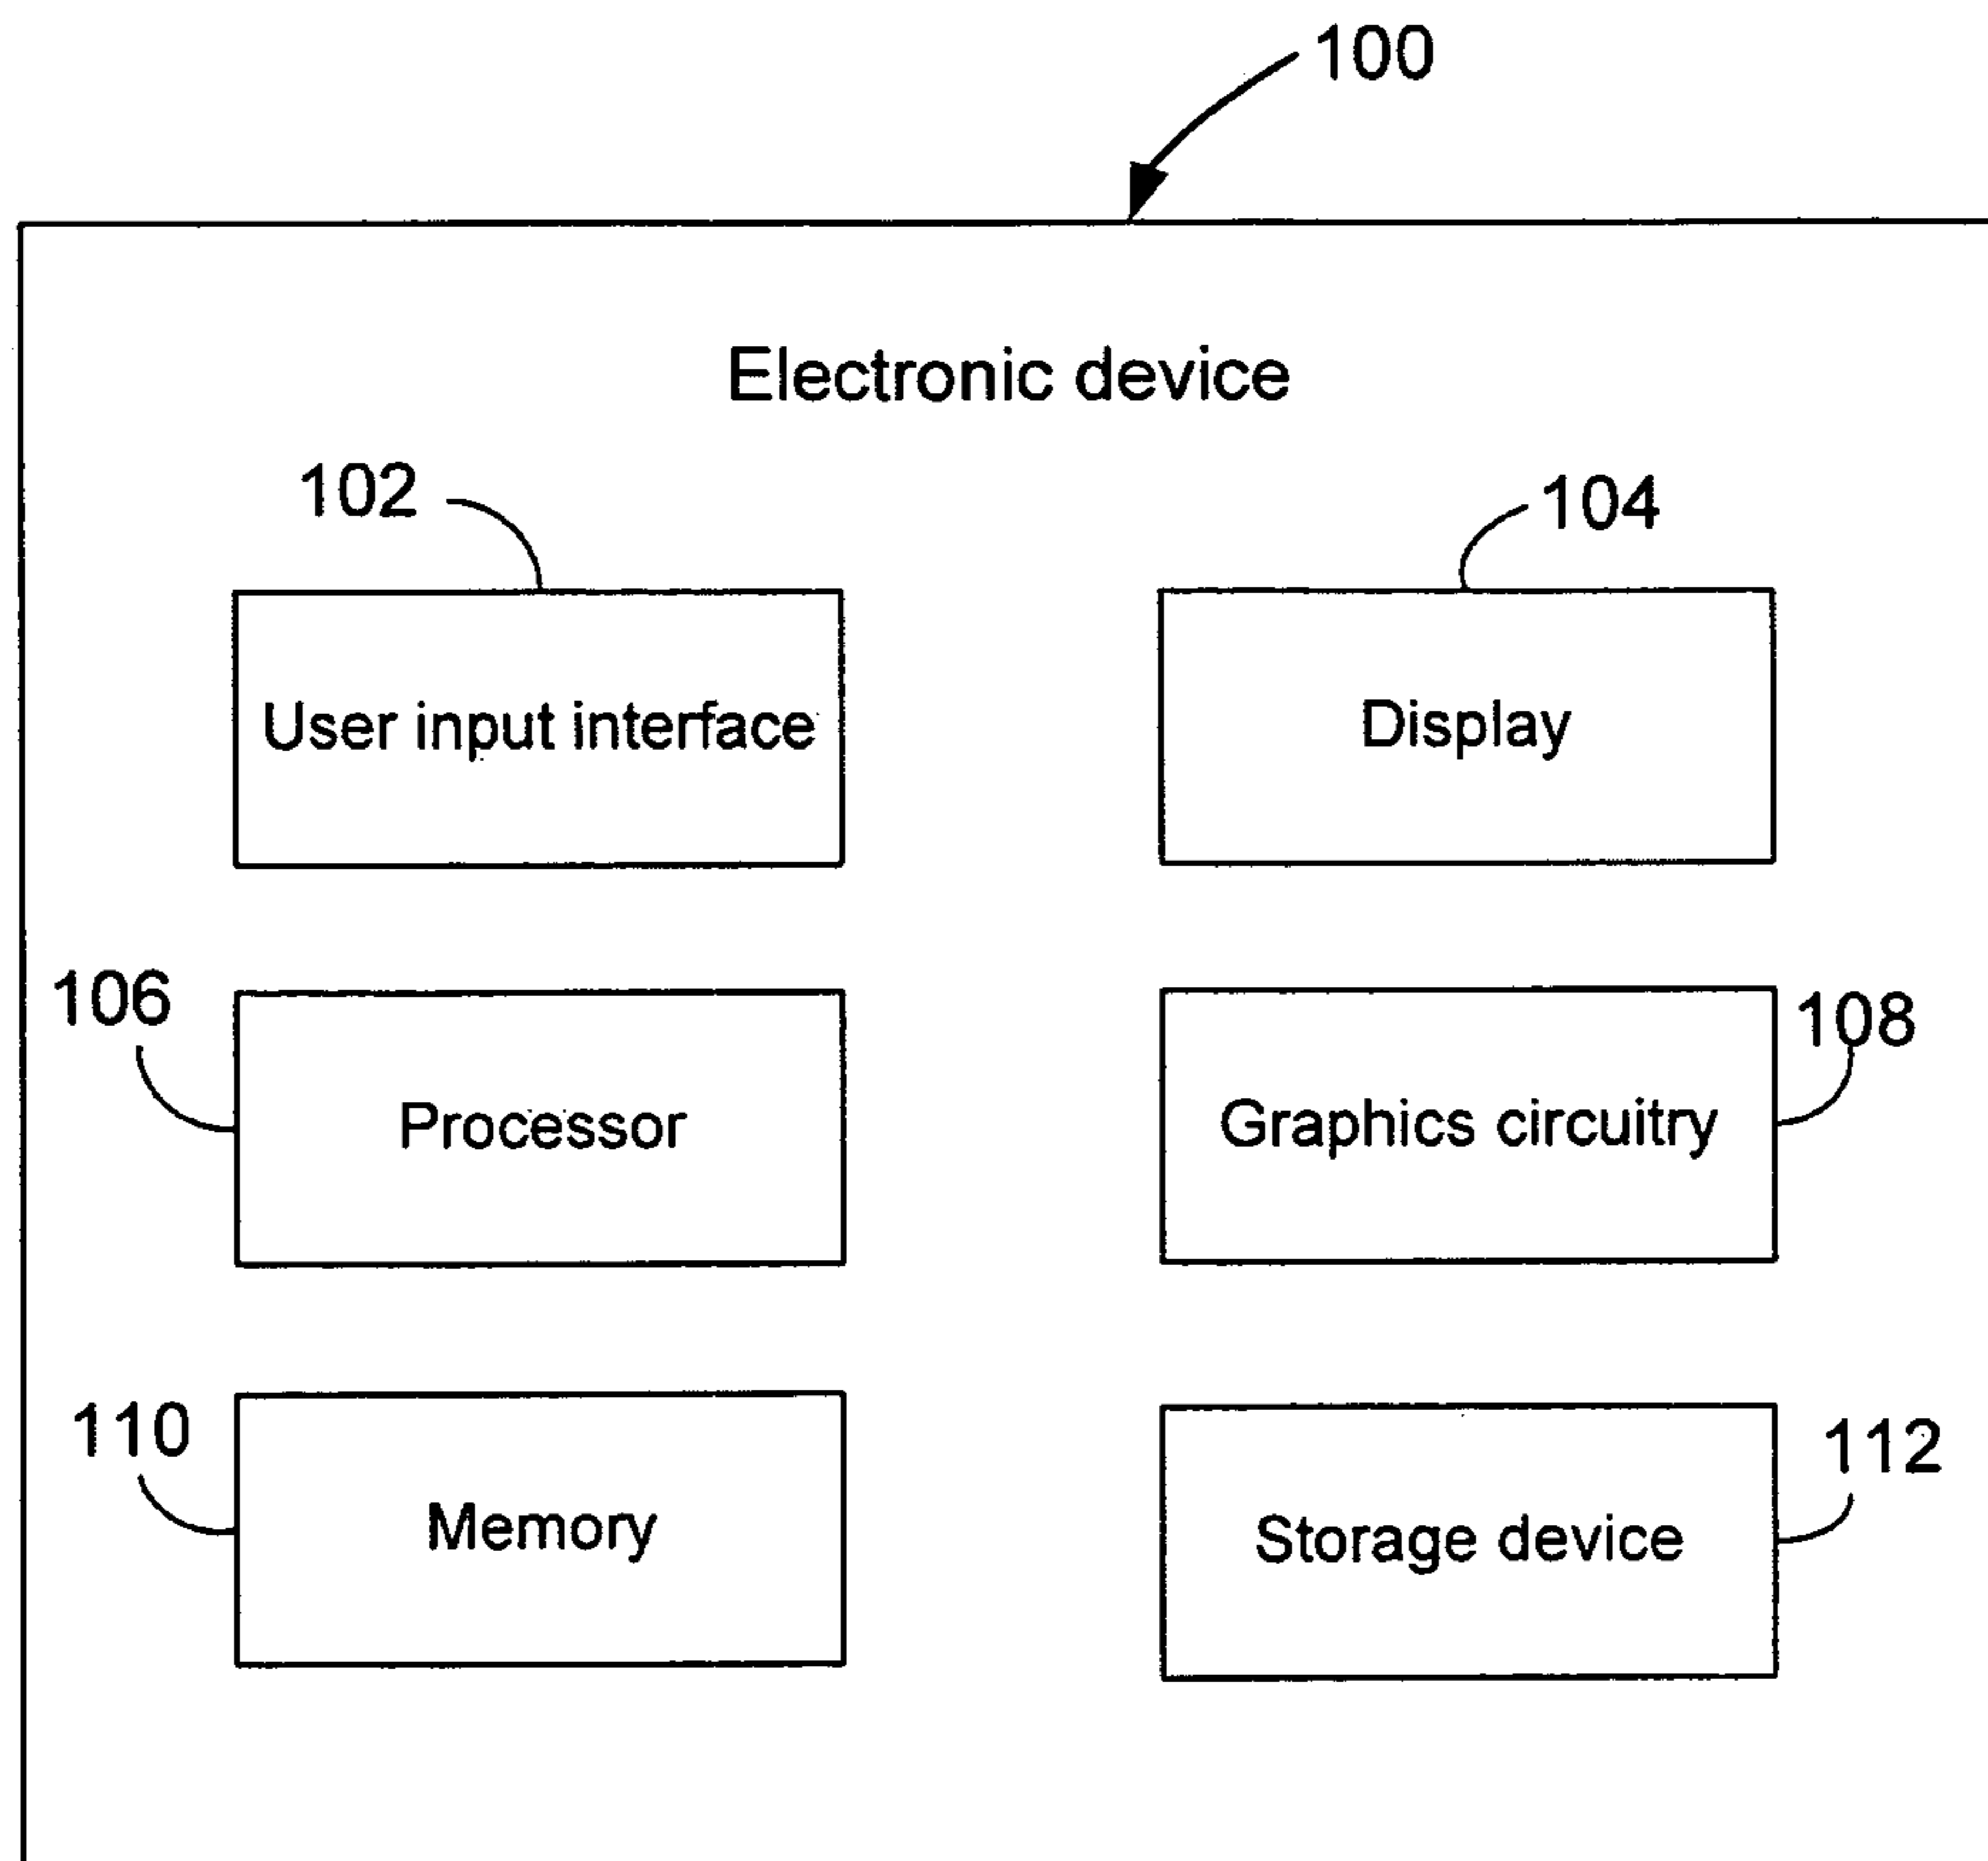 100
Electronic device
102
104
User input interface
Display
106
108
Processor
Graphics circuitry
110
112
Memory
Storage device